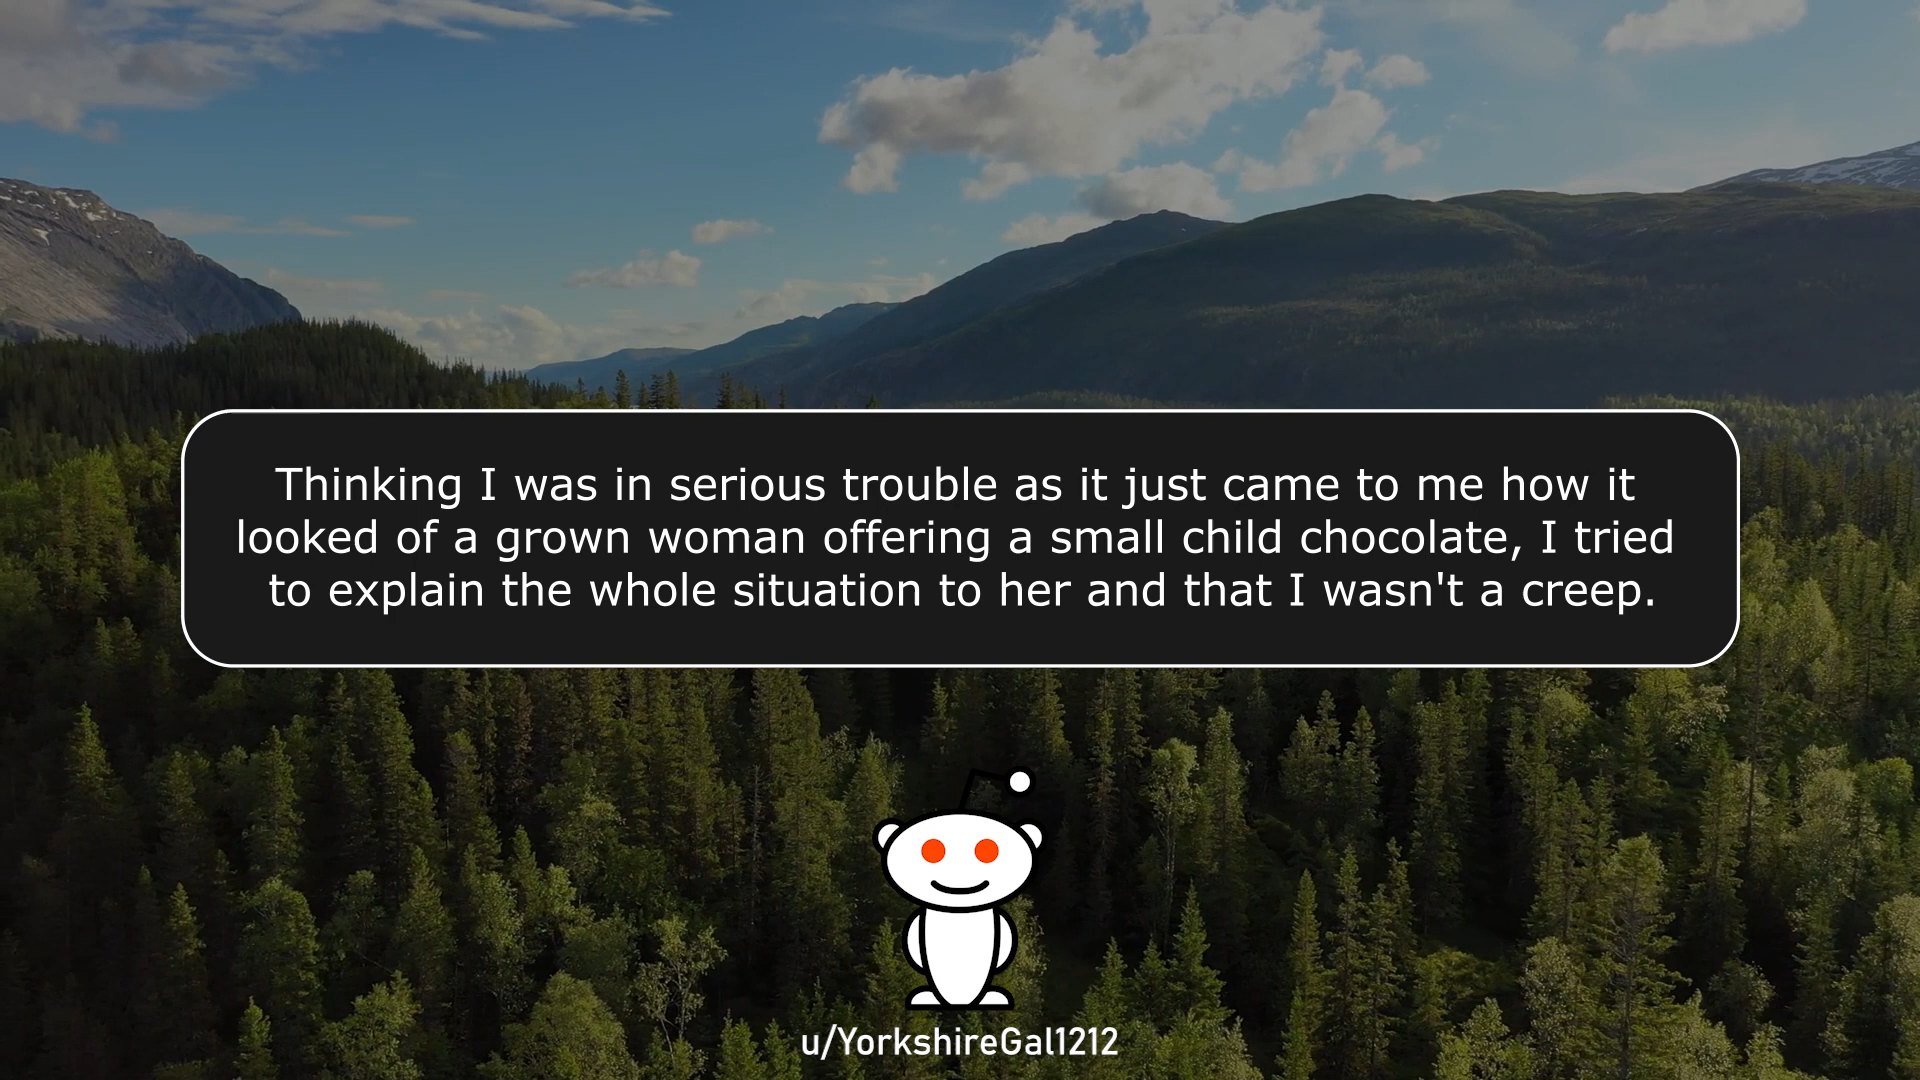 Thinking I was in serious trouble as it just came to me how it
looked of a grown woman offering a small child chocolate, I tried
to explain the whole situation to her and that I wasn't a creep.
u/YorkshireGal1212